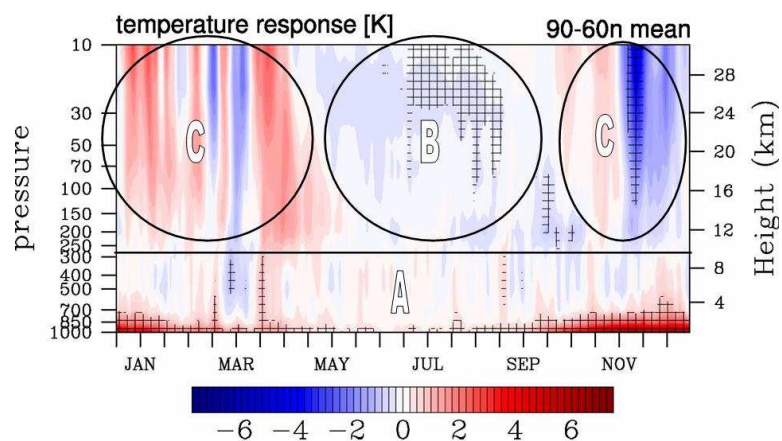 temperature response [K] 90-60n mean
pressure
10
30
50
70
100
150
200
250
300
400
500
700
850
1000
Height (km)
28
24
20
16
12
8
4
C
B
C
A
JAN MAR MAY JUL SEP NOV
−6 −4 −2 0 2 4 6